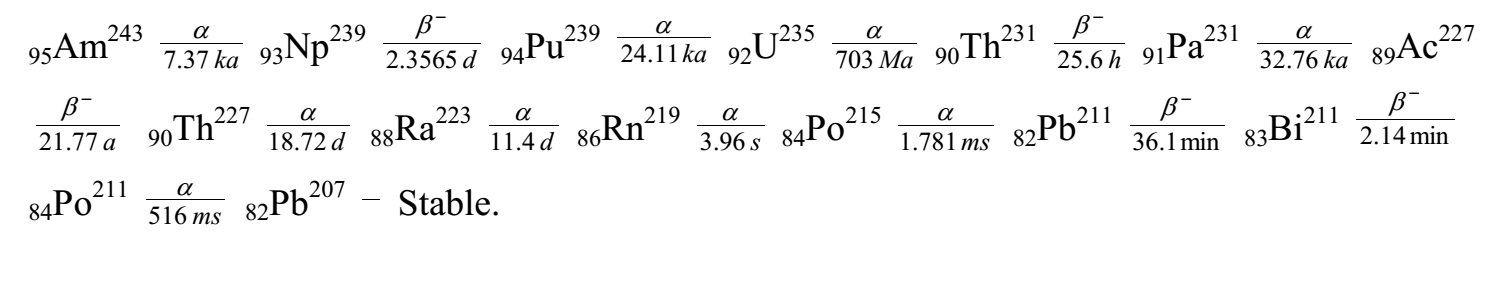 ₉₅Am²⁴³ α/7.37 ka ₉₃Np²³⁹ β⁻/2.3565 d ₉₄Pu²³⁹ α/24.11 ka ₉₂U²³⁵ α/703 Ma ₉₀Th²³¹ β⁻/25.6 h ₉₁Pa²³¹ α/32.76 ka ₈₉Ac²²⁷
β⁻/21.77 a ₉₀Th²²⁷ α/18.72 d ₈₈Ra²²³ α/11.4 d ₈₆Rn²¹⁹ α/3.96 s ₈₄Po²¹⁵ α/1.781 ms ₈₂Pb²¹¹ β⁻/36.1 min ₈₃Bi²¹¹ β⁻/2.14 min
₈₄Po²¹¹ α/516 ms ₈₂Pb²⁰⁷ – Stable.